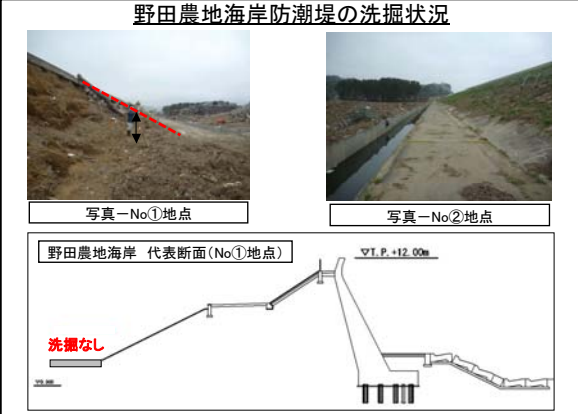 野田農地海岸防潮堤の洗掘状況
写真－No①地点
写真－No②地点
野田農地海岸 代表断面(No①地点)
▽T.P.+12.00m
洗掘なし